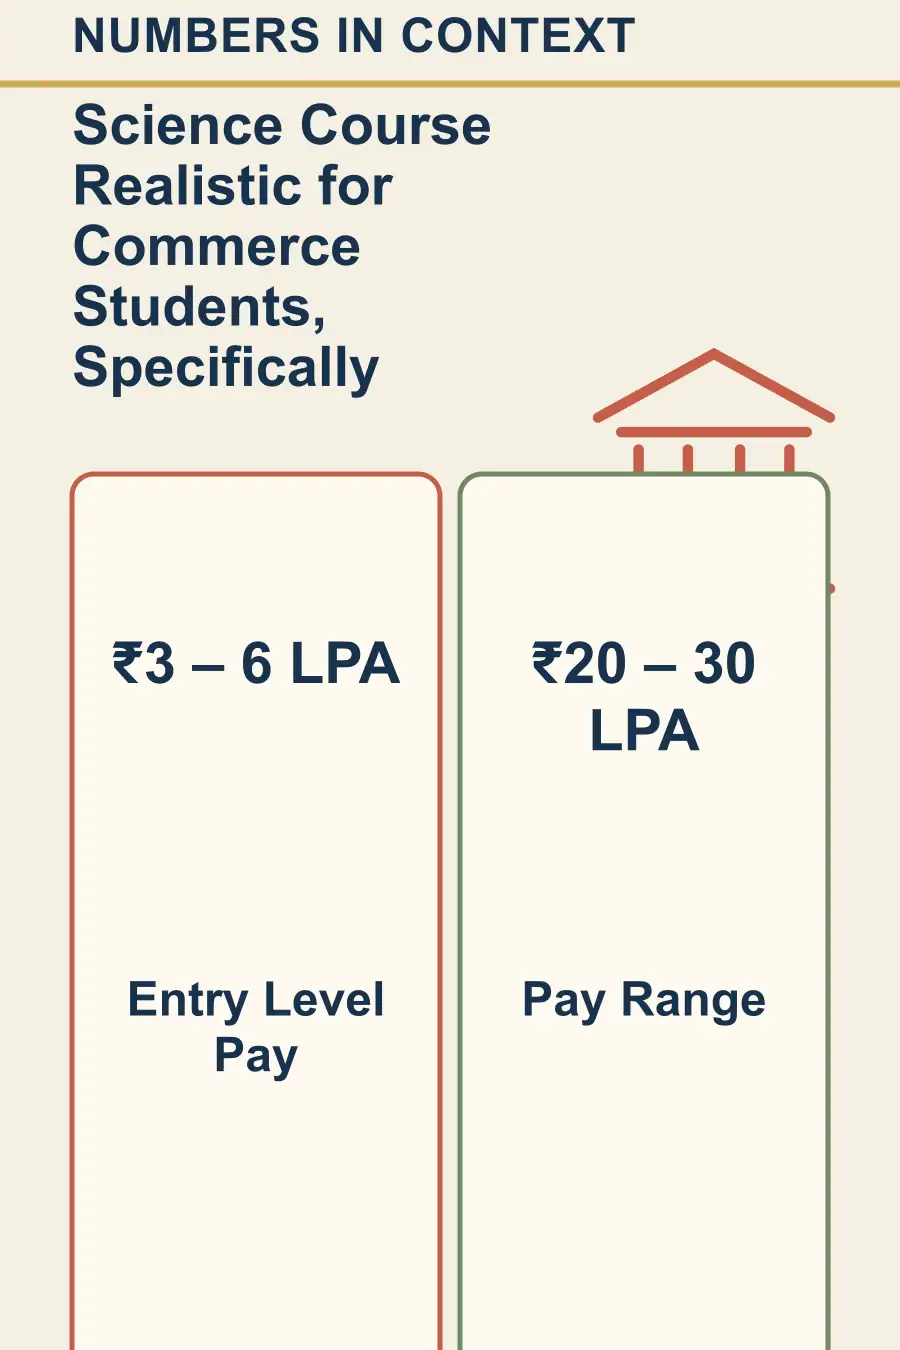 NUMBERS IN CONTEXT
Science Course
Realistic for
Commerce
Students,
Specifically
₹3 – 6 LPA
Entry Level
Pay
₹20 – 30
LPA
Pay Range